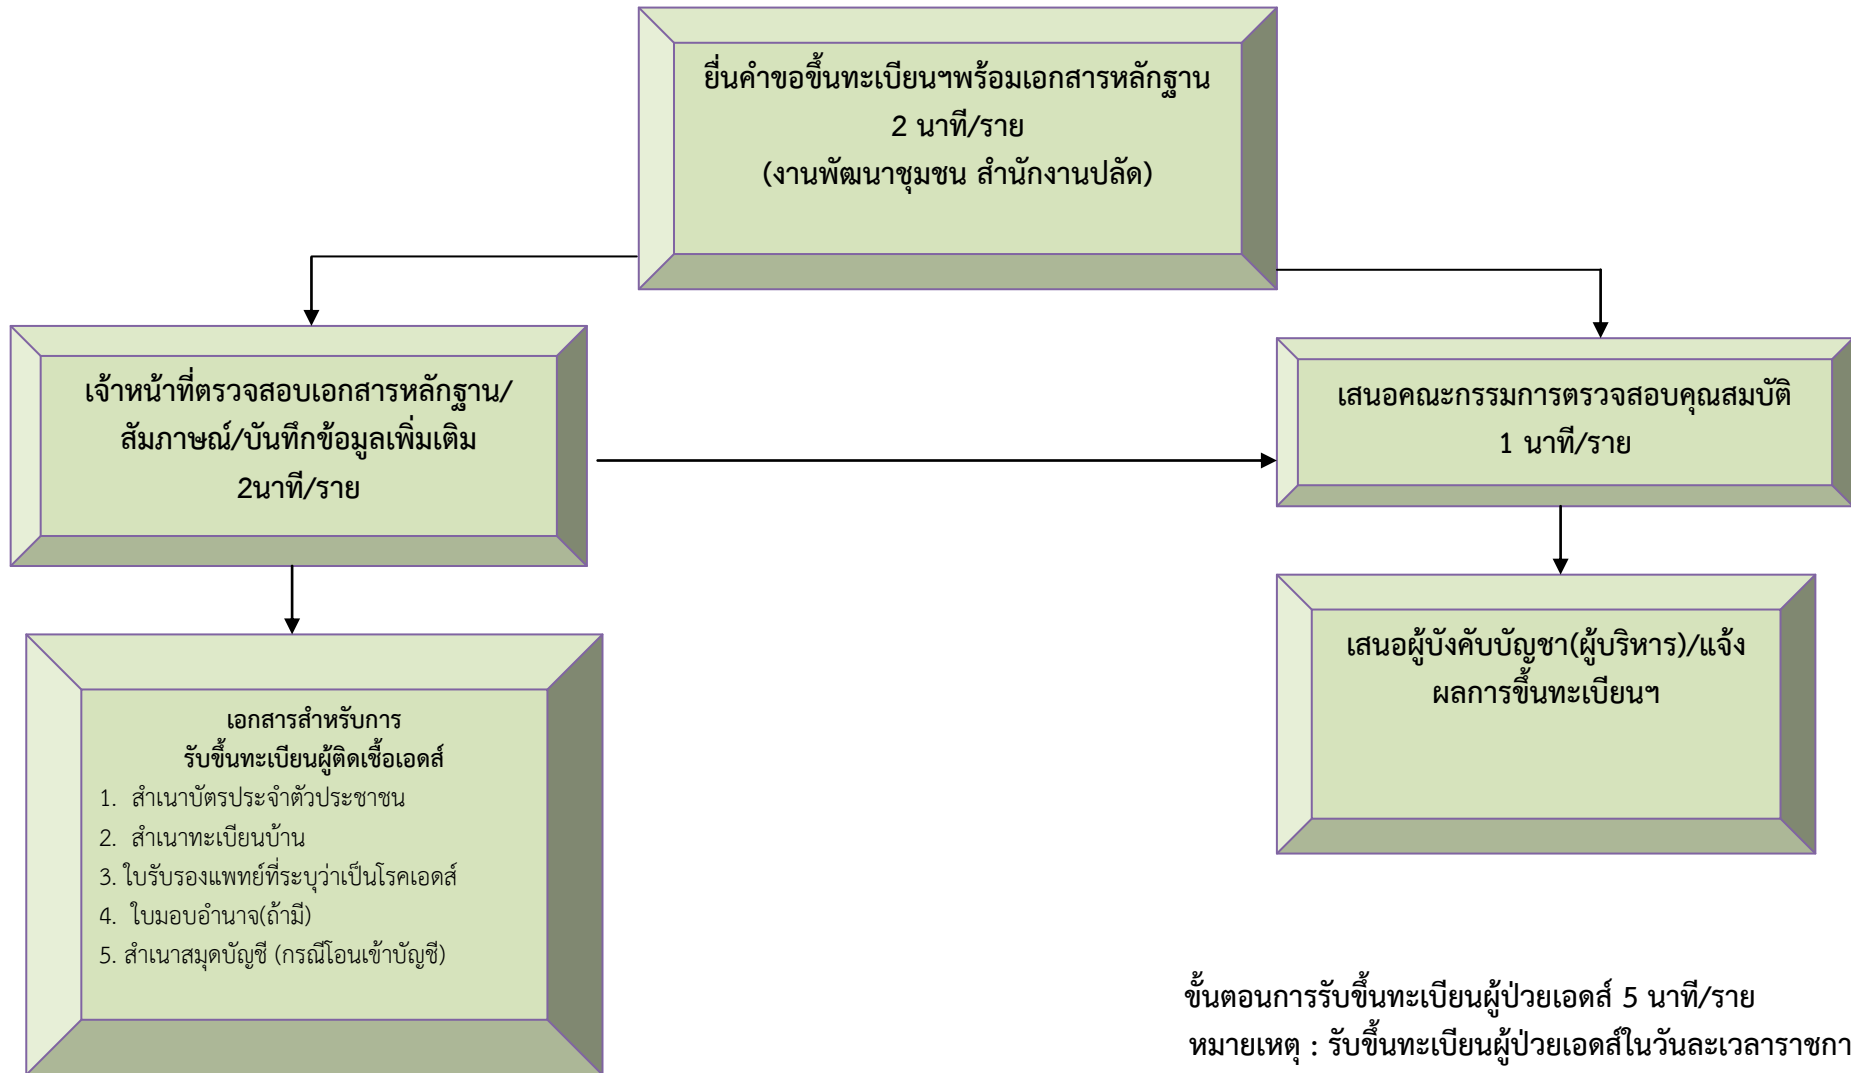 ยื่นคำขอขึ้นทะเบียนฯพร้อมเอกสารหลักฐาน
2 นาที/ราย
(งานพัฒนาชุมชน สำนักงานปลัด)
เจ้าหน้าที่ตรวจสอบเอกสารหลักฐาน/
สัมภาษณ์/บันทึกข้อมูลเพิ่มเติม
2นาที/ราย
เสนอคณะกรรมการตรวจสอบคุณสมบัติ
1 นาที/ราย
เอกสารสำหรับการ
รับขึ้นทะเบียนผู้ติดเชื้อเอดส์
1. สำเนาบัตรประจำตัวประชาชน
2. สำเนาทะเบียนบ้าน
3. ใบรับรองแพทย์ที่ระบุว่าเป็นโรคเอดส์
4. ใบมอบอำนาจ(ถ้ามี)
5. สำเนาสมุดบัญชี (กรณีโอนเข้าบัญชี)
เสนอผู้บังคับบัญชา(ผู้บริหาร)/แจ้ง
ผลการขึ้นทะเบียนฯ
ขั้นตอนการรับขึ้นทะเบียนผู้ป่วยเอดส์ 5 นาที/ราย
หมายเหตุ : รับขึ้นทะเบียนผู้ป่วยเอดส์ในวันละเวลาราชกา